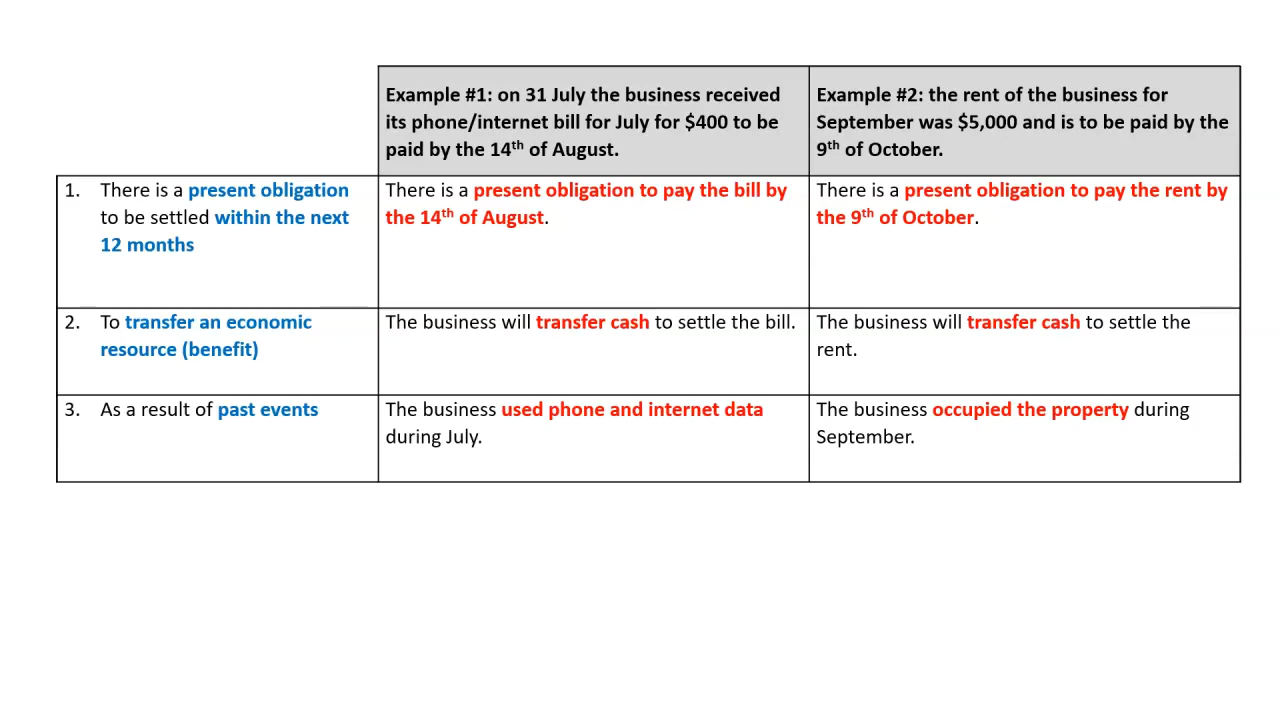 Example #1: on 31 July the business received
its phone/internet bill for July for $400 to be
paid by the 14th of August.
Example #2: the rent of the business for
September was $5,000 and is to be paid by the
9th of October.
1. There is a present obligation
to be settled within the next
12 months
There is a present obligation to pay the bill by
the 14th of August.
There is a present obligation to pay the rent by
the 9th of October.
2. To transfer an economic
resource (benefit)
The business will transfer cash to settle the bill.
The business will transfer cash to settle the
rent.
3. As a result of past events
The business used phone and internet data
during July.
The business occupied the property during
September.